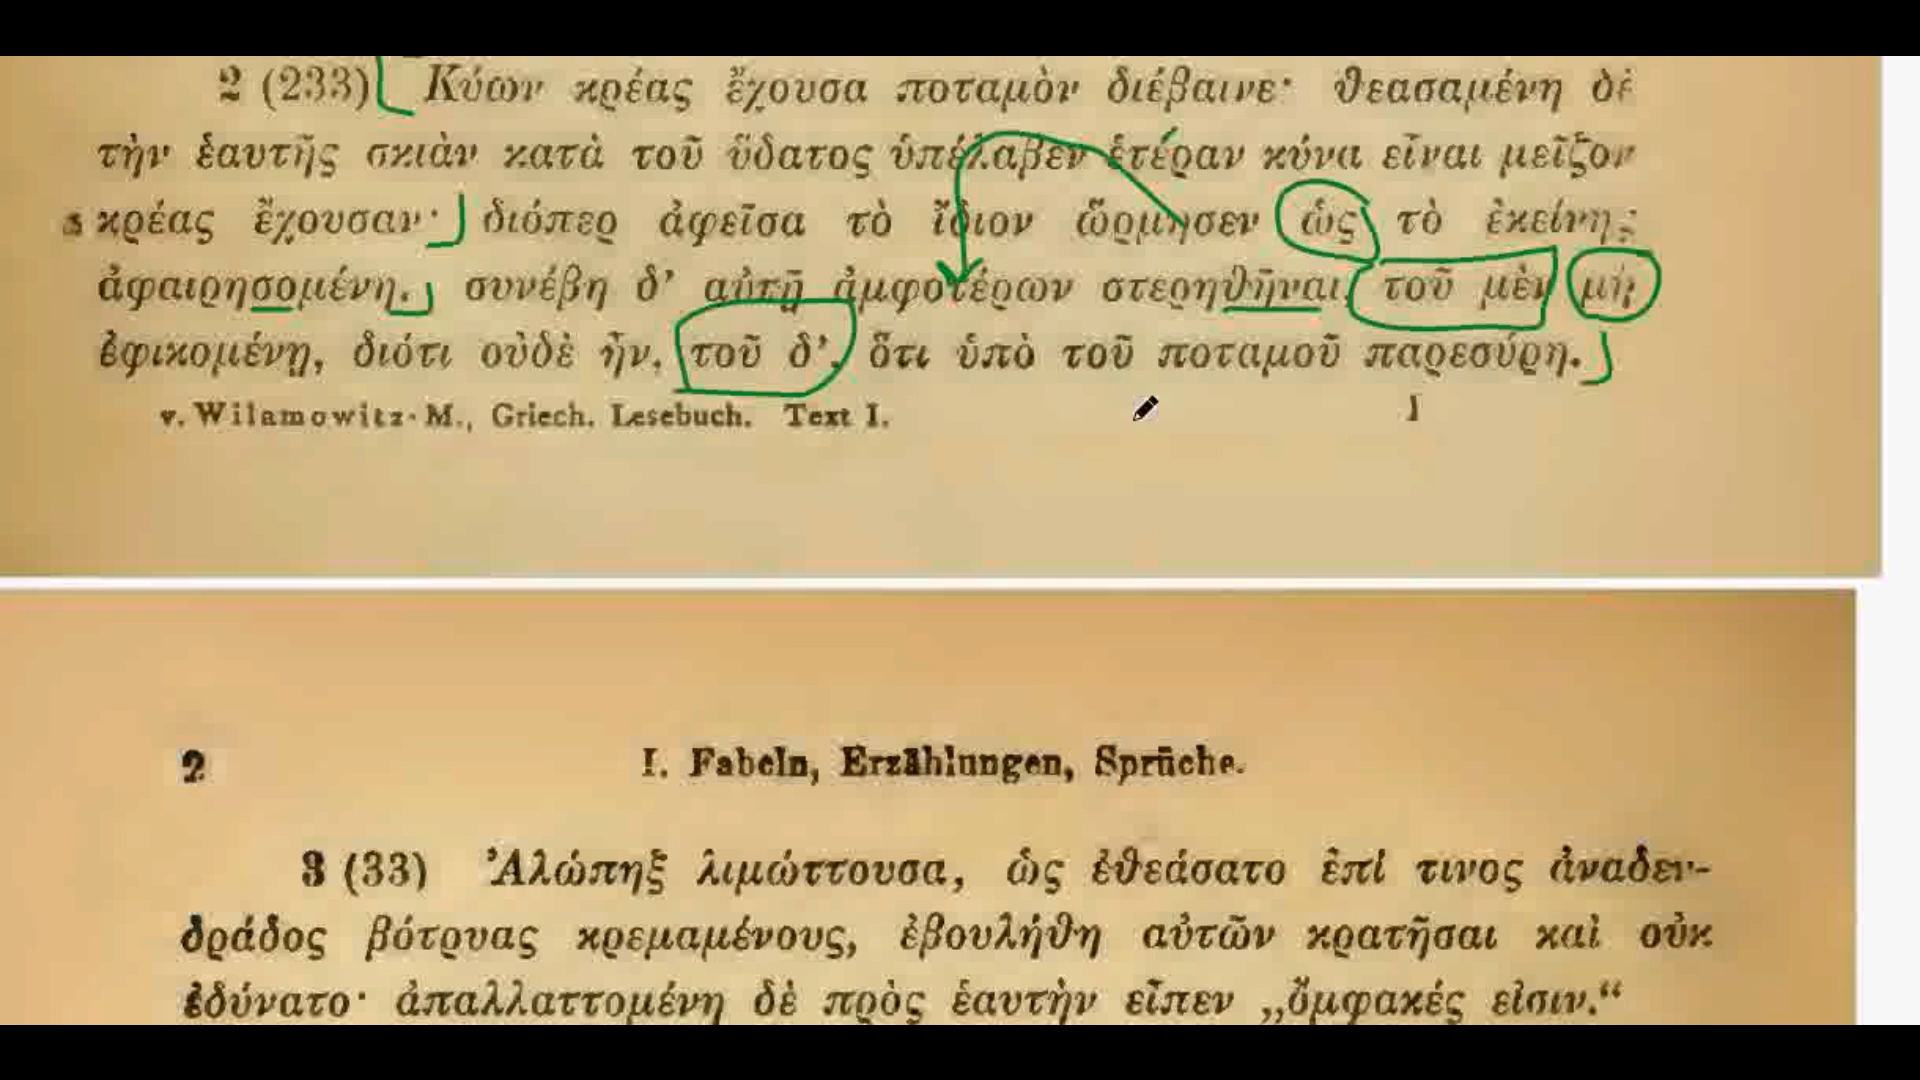 2 (233) Κύων κρέας ἔχουσα ποταμὸν διέβαινε· θεασαμένη δὲ
τὴν ἑαυτῆς σκιὰν κατὰ τοῦ ὕδατος ὑπέλαβεν ἑτέραν κύνα εἶναι μεῖζον
κρέας ἔχουσαν· διόπερ ἀφεῖσα τὸ ἴδιον ὥρμησεν ὡς τὸ ἐκείνης
ἀφαιρησομένη. συνέβη δ’ αὐτῇ ἀμφοτέρων στερηθῆναι, τοῦ μὲν μὴ
ἐφικομένῃ, διότι οὐδὲ ἦν, τοῦ δ’, ὅτι ὑπὸ τοῦ ποταμοῦ παρεσύρη.
v. Wilamowitz-M., Griech. Lesebuch. Text I. 1
2 I. Fabeln, Erzählungen, Sprüche.
3 (33) Ἀλώπηξ λιμώττουσα, ὡς ἐθεάσατο ἐπί τινος ἀναδεν-
δράδος βότρυας κρεμαμένους, ἐβουλήθη αὐτῶν κρατῆσαι καὶ οὐκ
ἐδύνατο· ἀπαλλαττομένη δὲ πρὸς ἑαυτὴν εἶπεν „ὄμφακές εἰσιν.“